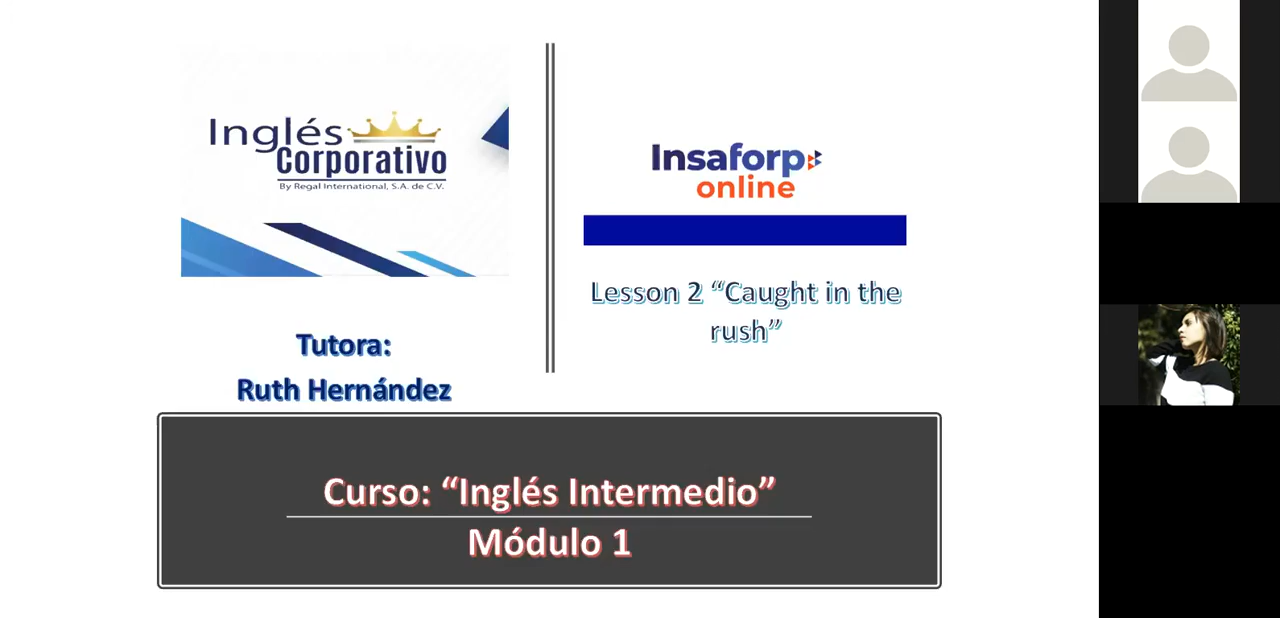 Inglés
Corporativo
By Regal International, S.A. de C.V.
Tutora:
Ruth Hernández
Insaforp
online
Lesson 2 “Caught in the
rush”
Curso: “Inglés Intermedio”
Módulo 1